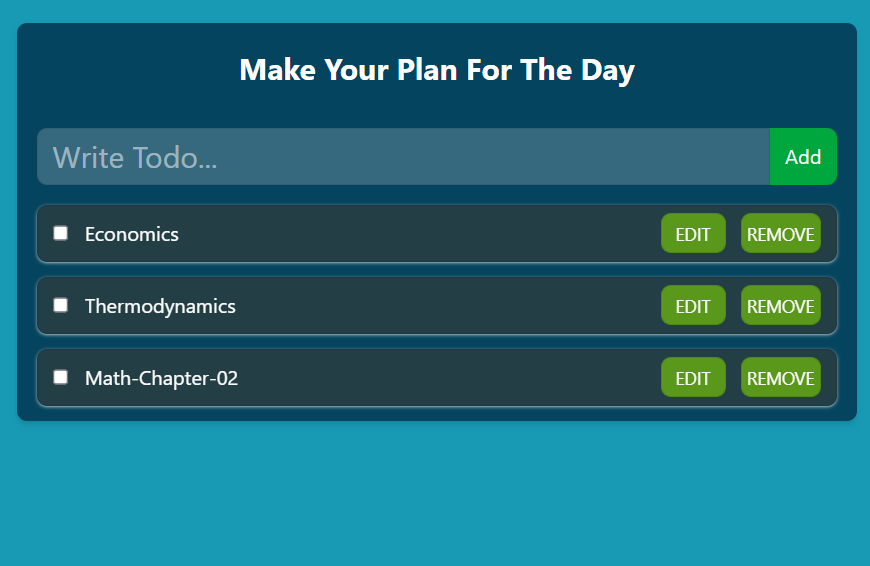 Make Your Plan For The Day
Write Todo... Add
Economics EDIT REMOVE
Thermodynamics EDIT REMOVE
Math-Chapter-02 EDIT REMOVE